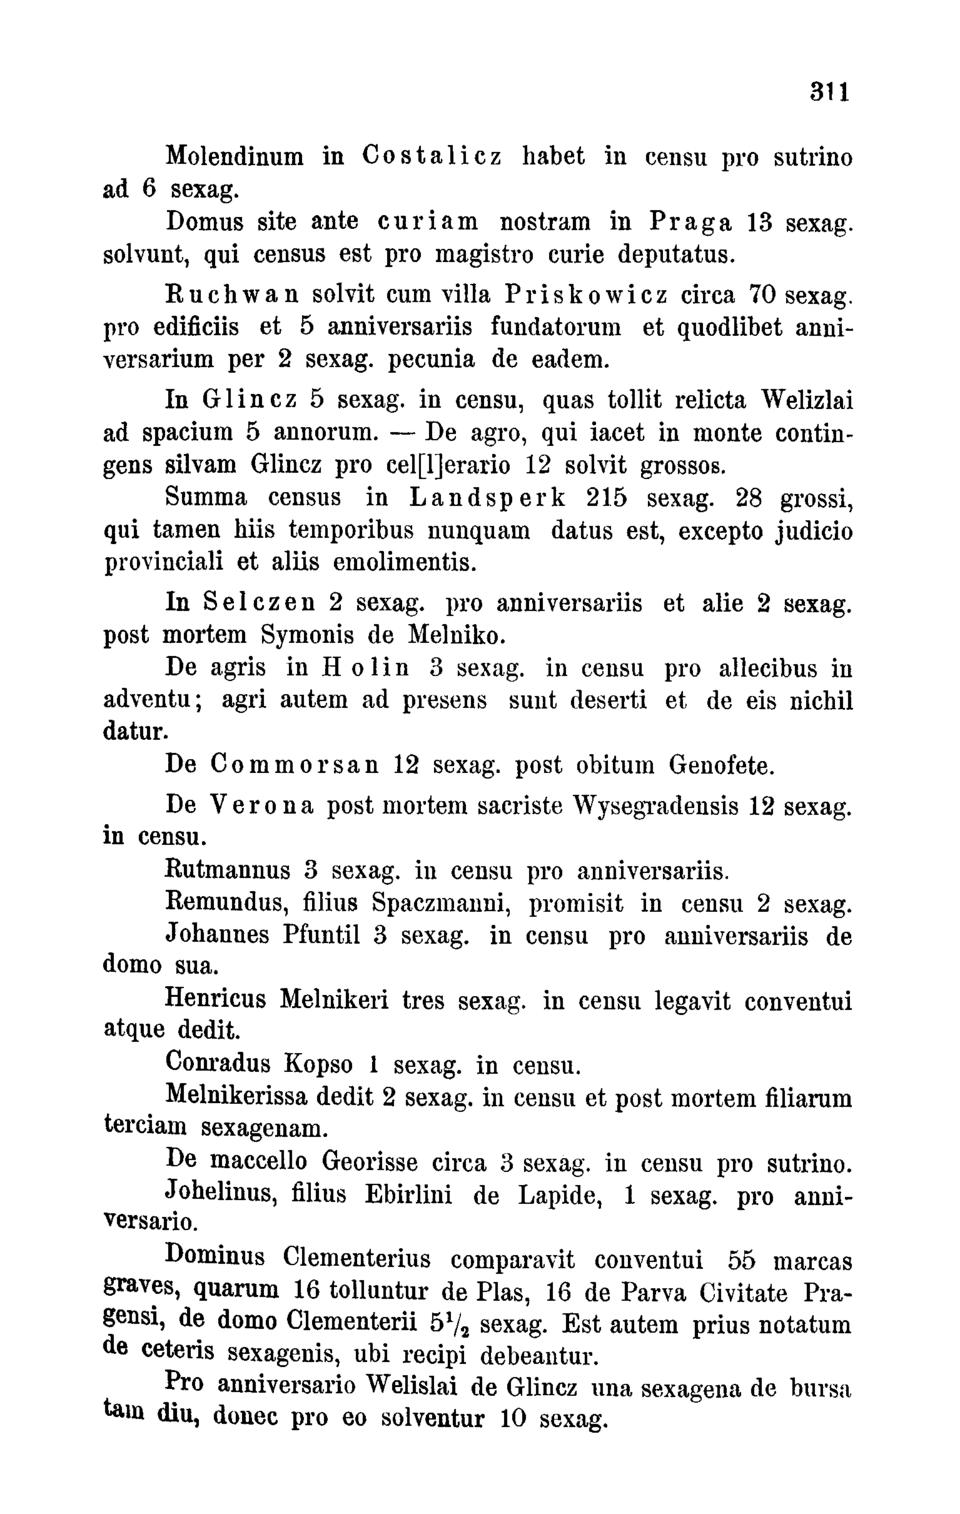 311
Molendinum in Costalicz habet in censu pro sutrino
ad 6 sexag.
Domus site ante curiam nostram in Praga 13 sexag.
solvunt, qui census est pro magistro curie deputatus.
Ruchwan solvit cum villa Priskowicz circa 70 sexag.
pro edificiis et 5 anniversariis fundatorum et quodlibet anni-
versarium per 2 sexag. pecunia de eadem.
In Glincz 5 sexag. in censu, quas tollit relicta Welizlai
ad spacium 5 annorum. — De agro, qui iacet in monte contin-
gens silvam Glincz pro cel[l]erario 12 solvit grossos.
Summa census in Landsperk 215 sexag. 28 grossi,
qui tamen hiis temporibus nunquam datus est, excepto judicio
provinciali et aliis emolimentis.
In Selczen 2 sexag. pro anniversariis et alie 2 sexag.
post mortem Symonis de Melniko.
De agris in Holin 3 sexag. in censu pro allecibus in
adventu; agri autem ad presens sunt deserti et de eis nichil
datur.
De Commorsan 12 sexag. post obitum Genofete.
De Verona post mortem sacriste Wysegradensis 12 sexag.
in censu.
Rutmannus 3 sexag. in censu pro anniversariis.
Remundus, filius Spaczmanni, promisit in censu 2 sexag.
Johannes Pfuntil 3 sexag. in censu pro anniversariis de
domo sua.
Henricus Melnikeri tres sexag. in censu legavit conventui
atque dedit.
Conradus Kopso 1 sexag. in censu.
Melnikerissa dedit 2 sexag. in censu et post mortem filiarum
terciam sexagenam.
De maccello Georisse circa 3 sexag. in censu pro sutrino.
Johelinus, filius Ebirlini de Lapide, 1 sexag. pro anni-
versario.
Dominus Clementerius comparavit conventui 55 marcas
graves, quarum 16 tolluntur de Plas, 16 de Parva Civitate Pra-
gensi, de domo Clementerii 5½ sexag. Est autem prius notatum
de ceteris sexagenis, ubi recipi debeantur.
Pro anniversario Welislai de Glincz una sexagena de bursa
tam diu, donec pro eo solventur 10 sexag.